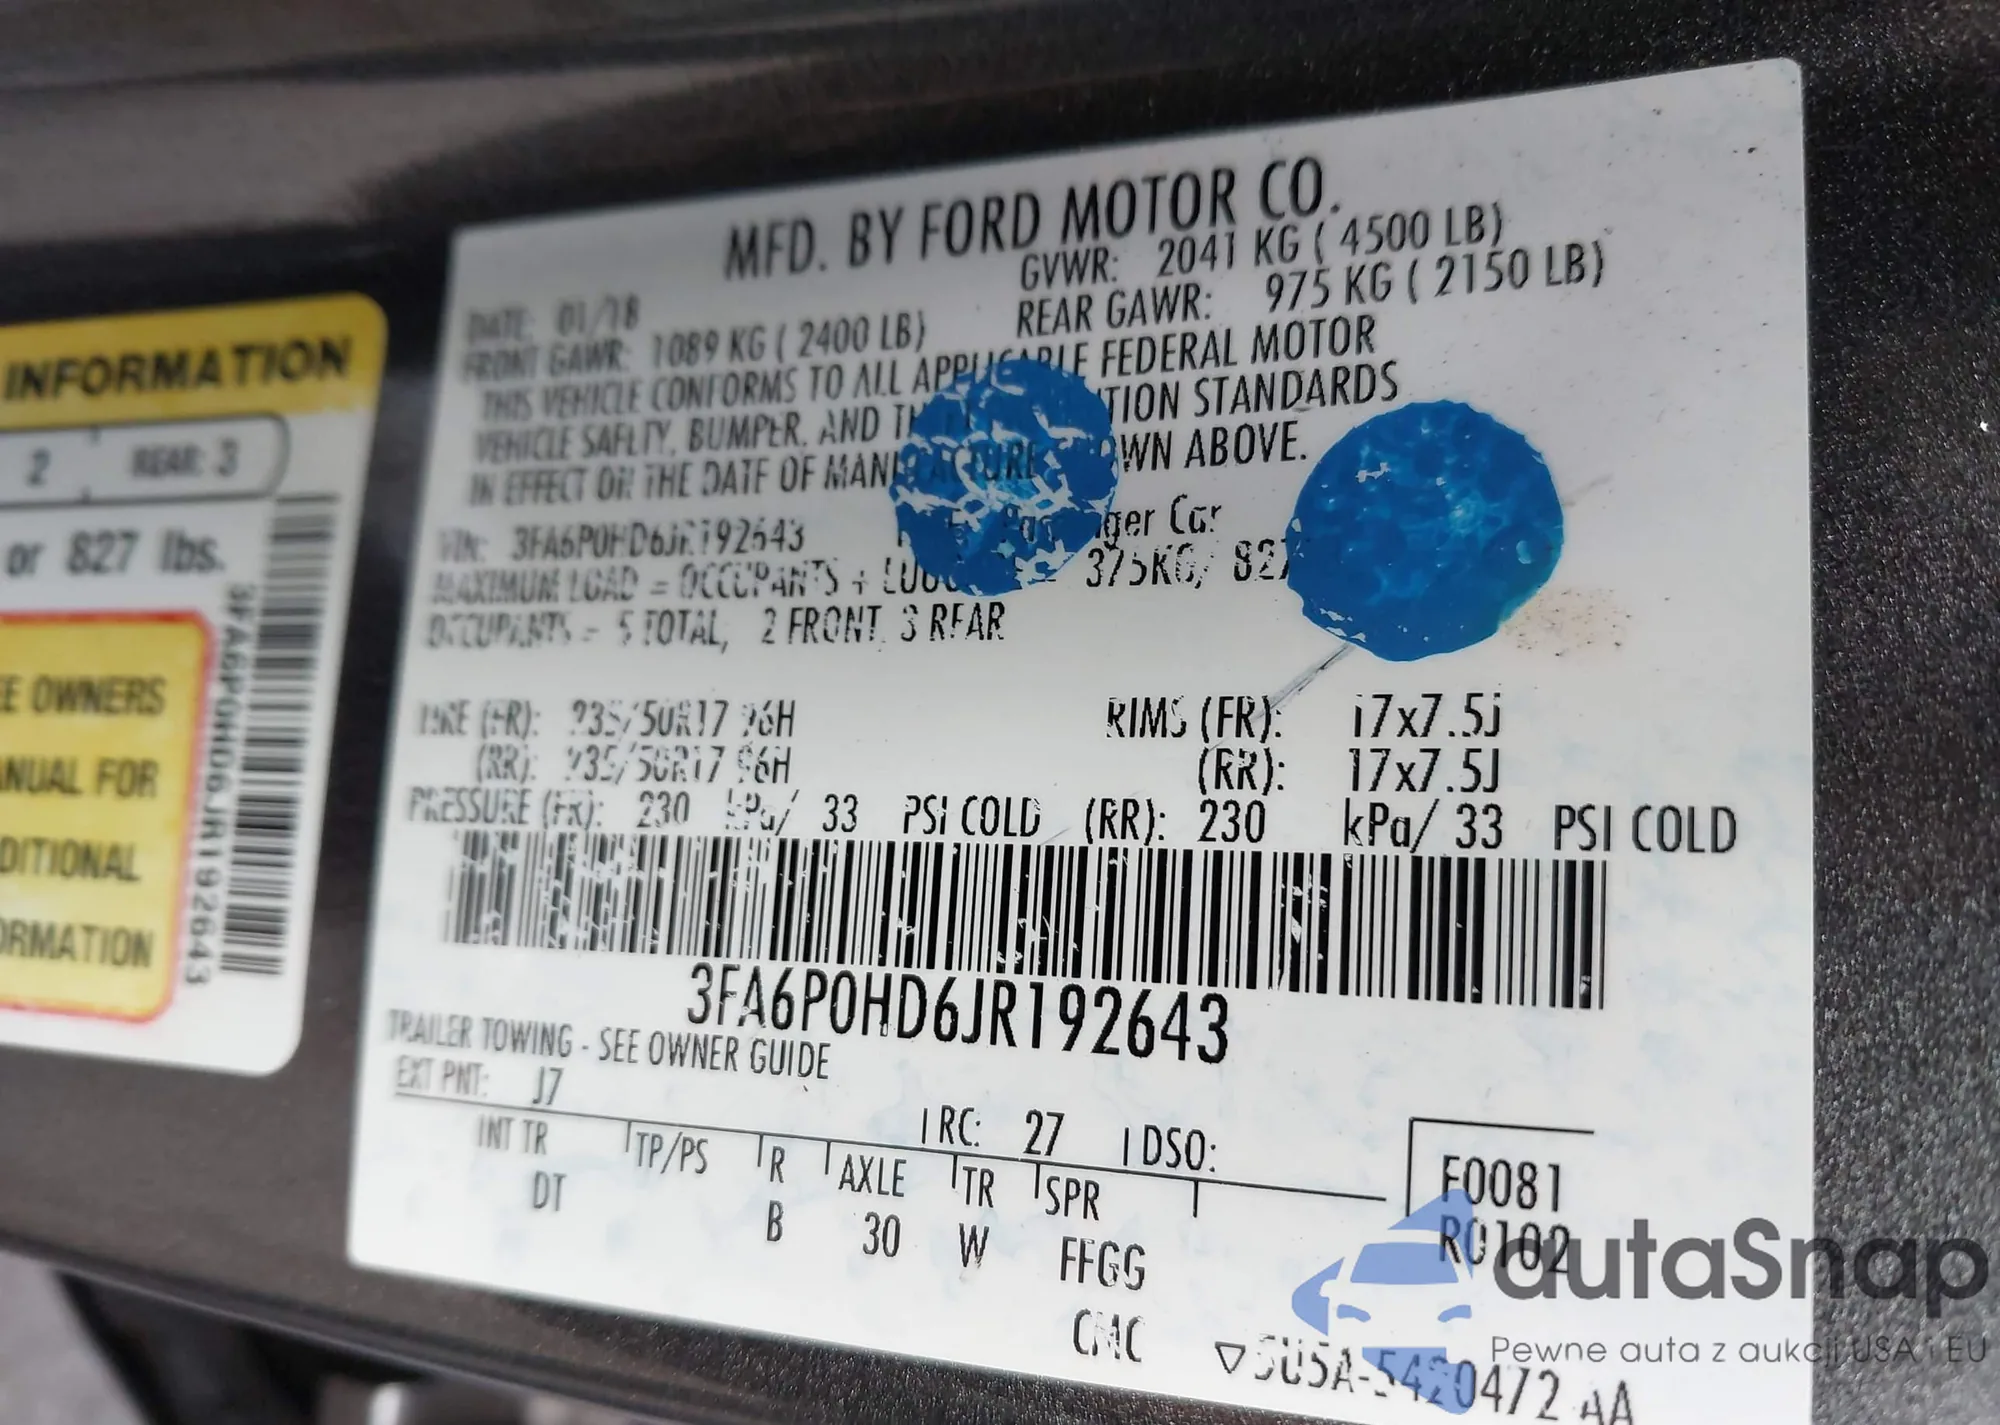 INFORMATION
2 REAR: 3
or 827 lbs.
EE OWNERS
ANUAL FOR
DITIONAL
ORMATION
3FA6P0HD6JR192643
MFD. BY FORD MOTOR CO.
DATE: 01/18 GVWR: 2041 KG ( 4500 LB)
FRONT GAWR: 1089 KG ( 2400 LB) REAR GAWR: 975 KG ( 2150 LB)
THIS VEHICLE CONFORMS TO ALL APPLICABLE FEDERAL MOTOR
VEHICLE SAFETY, BUMPER, AND TION STANDARDS
IN EFFECT ON THE DATE OF MANUFACTURE OWN ABOVE.
VIN: 3FA6P0HD6JR192643 Passenger Car
MAXIMUM LOAD = OCCUPANTS + 375KG/ 827
OCCUPANTS = 5 TOTAL, 2 FRONT, 3 REAR
TIRE (FR): 235/50R17 96H RIMS (FR): 17x7.5J
(RR): 235/50R17 96H (RR): 17x7.5J
PRESSURE (FR): 230 kPa/ 33 PSI COLD (RR): 230 kPa/ 33 PSI COLD
3FA6P0HD6JR192643
TRAILER TOWING - SEE OWNER GUIDE
EXT PNT: J7 RC: 27 DSO:
INT TR TP/PS R AXLE TR SPR F0081
DT B 30 W FFGG R0102
CMC
▽5U5A-5420472 AA
autaSnap
Pewne auta z aukcji USA i EU